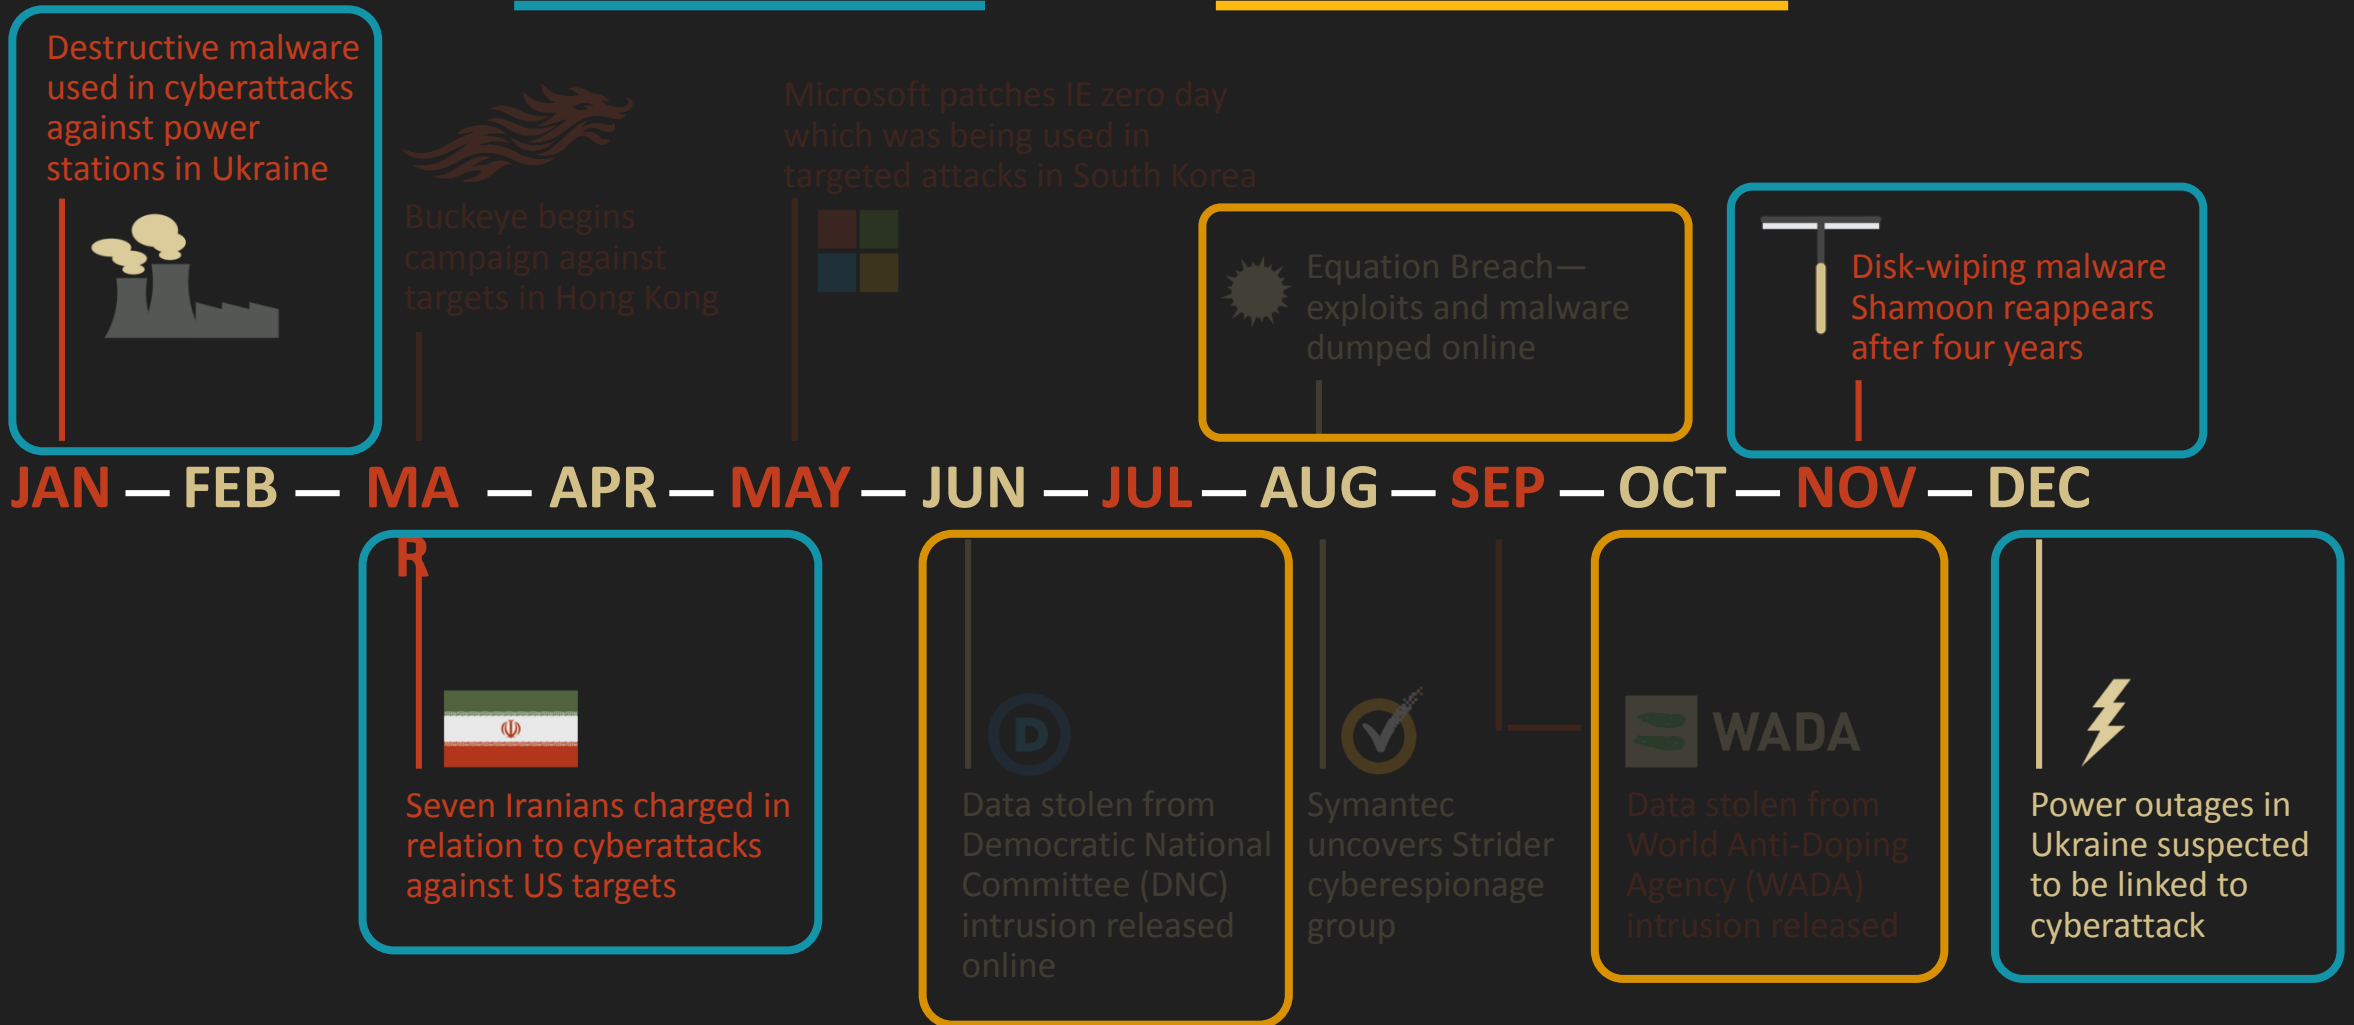 Destructive malware
used in cyberattacks
against power
stations in Ukraine
Buckeye begins
campaign against
targets in Hong Kong
Microsoft patches IE zero day
which was being used in
targeted attacks in South Korea
Equation Breach—
exploits and malware
dumped online
Disk-wiping malware
Shamoon reappears
after four years
JAN — FEB — MA — APR — MAY — JUN — JUL — AUG — SEP — OCT — NOV — DEC
R
Seven Iranians charged in
relation to cyberattacks
against US targets
D
Data stolen from
Democratic National
Committee (DNC)
intrusion released
online
Symantec
uncovers Strider
cyberespionage
group
WADA
Data stolen from
World Anti-Doping
Agency (WADA)
intrusion released
Power outages in
Ukraine suspected
to be linked to
cyberattack